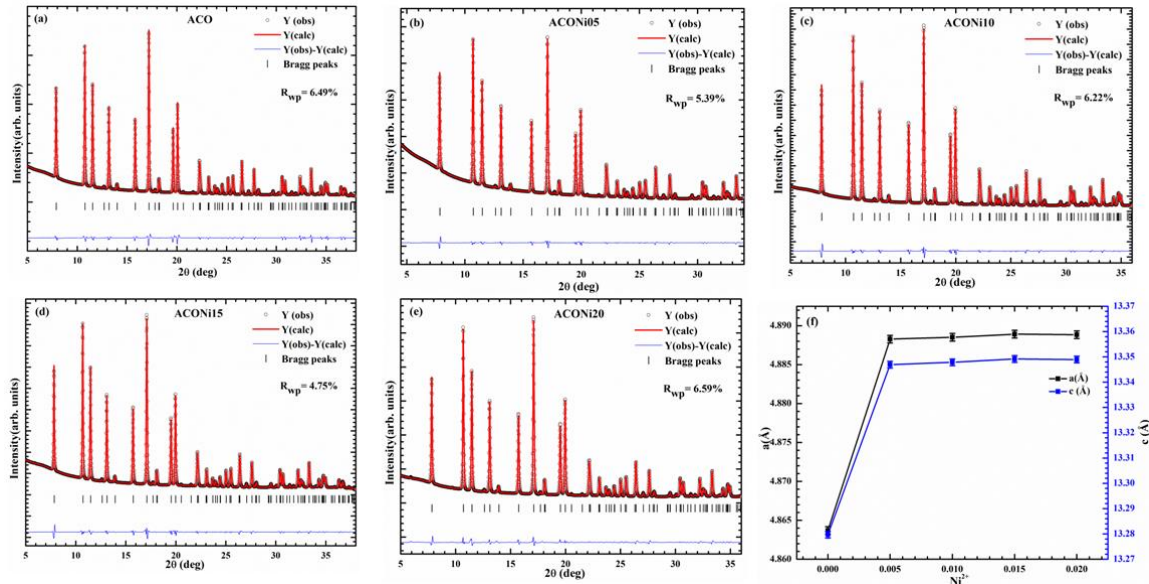 (a)
ACO
Y (obs)
Y(calc)
Y(obs)-Y(calc)
Bragg peaks
Rwp= 6.49%
Intensity(arb. units)
5 10 15 20 25 30 35
2θ (deg)
(b)
ACONi05
Y (obs)
Y(calc)
Y(obs)-Y(calc)
Bragg peaks
Rwp= 5.39%
Intensity(arb. units)
5 10 15 20 25 30
2θ (deg)
(c)
ACONi10
Y (obs)
Y(calc)
Y(obs)-Y(calc)
Bragg peaks
Rwp= 6.22%
Intensity(arb. units)
5 10 15 20 25 30 35
2θ (deg)
(d)
ACONi15
Y (obs)
Y(calc)
Y(obs)-Y(calc)
Bragg peaks
Rwp= 4.75%
Intensity(arb. units)
5 10 15 20 25 30 35
2θ (deg)
(e)
ACONi20
Y (obs)
Y(calc)
Y(obs)-Y(calc)
Bragg peaks
Rwp= 6.59%
Intensity(arb. units)
5 10 15 20 25 30 35
2θ (deg)
(f)
4.890
4.885
4.880
4.875
4.870
4.865
4.860
a(Å)
a(Å)
c (Å)
13.37
13.36
13.35
13.34
13.33
13.32
13.31
13.30
13.29
13.28
13.27
c (Å)
0.000 0.005 0.010 0.015 0.020
Ni2+